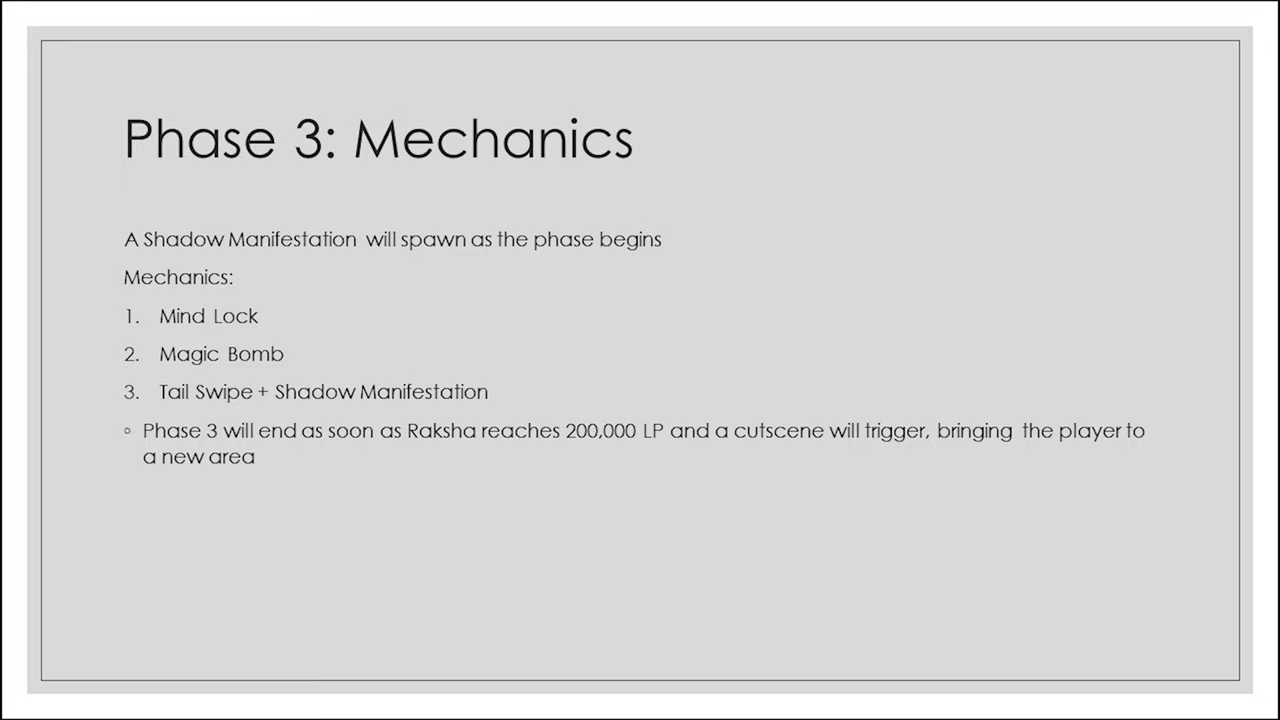 Phase 3: Mechanics
A Shadow Manifestation will spawn as the phase begins
Mechanics:
1. Mind Lock
2. Magic Bomb
3. Tail Swipe + Shadow Manifestation
◦ Phase 3 will end as soon as Raksha reaches 200,000 LP and a cutscene will trigger, bringing the player to
a new area